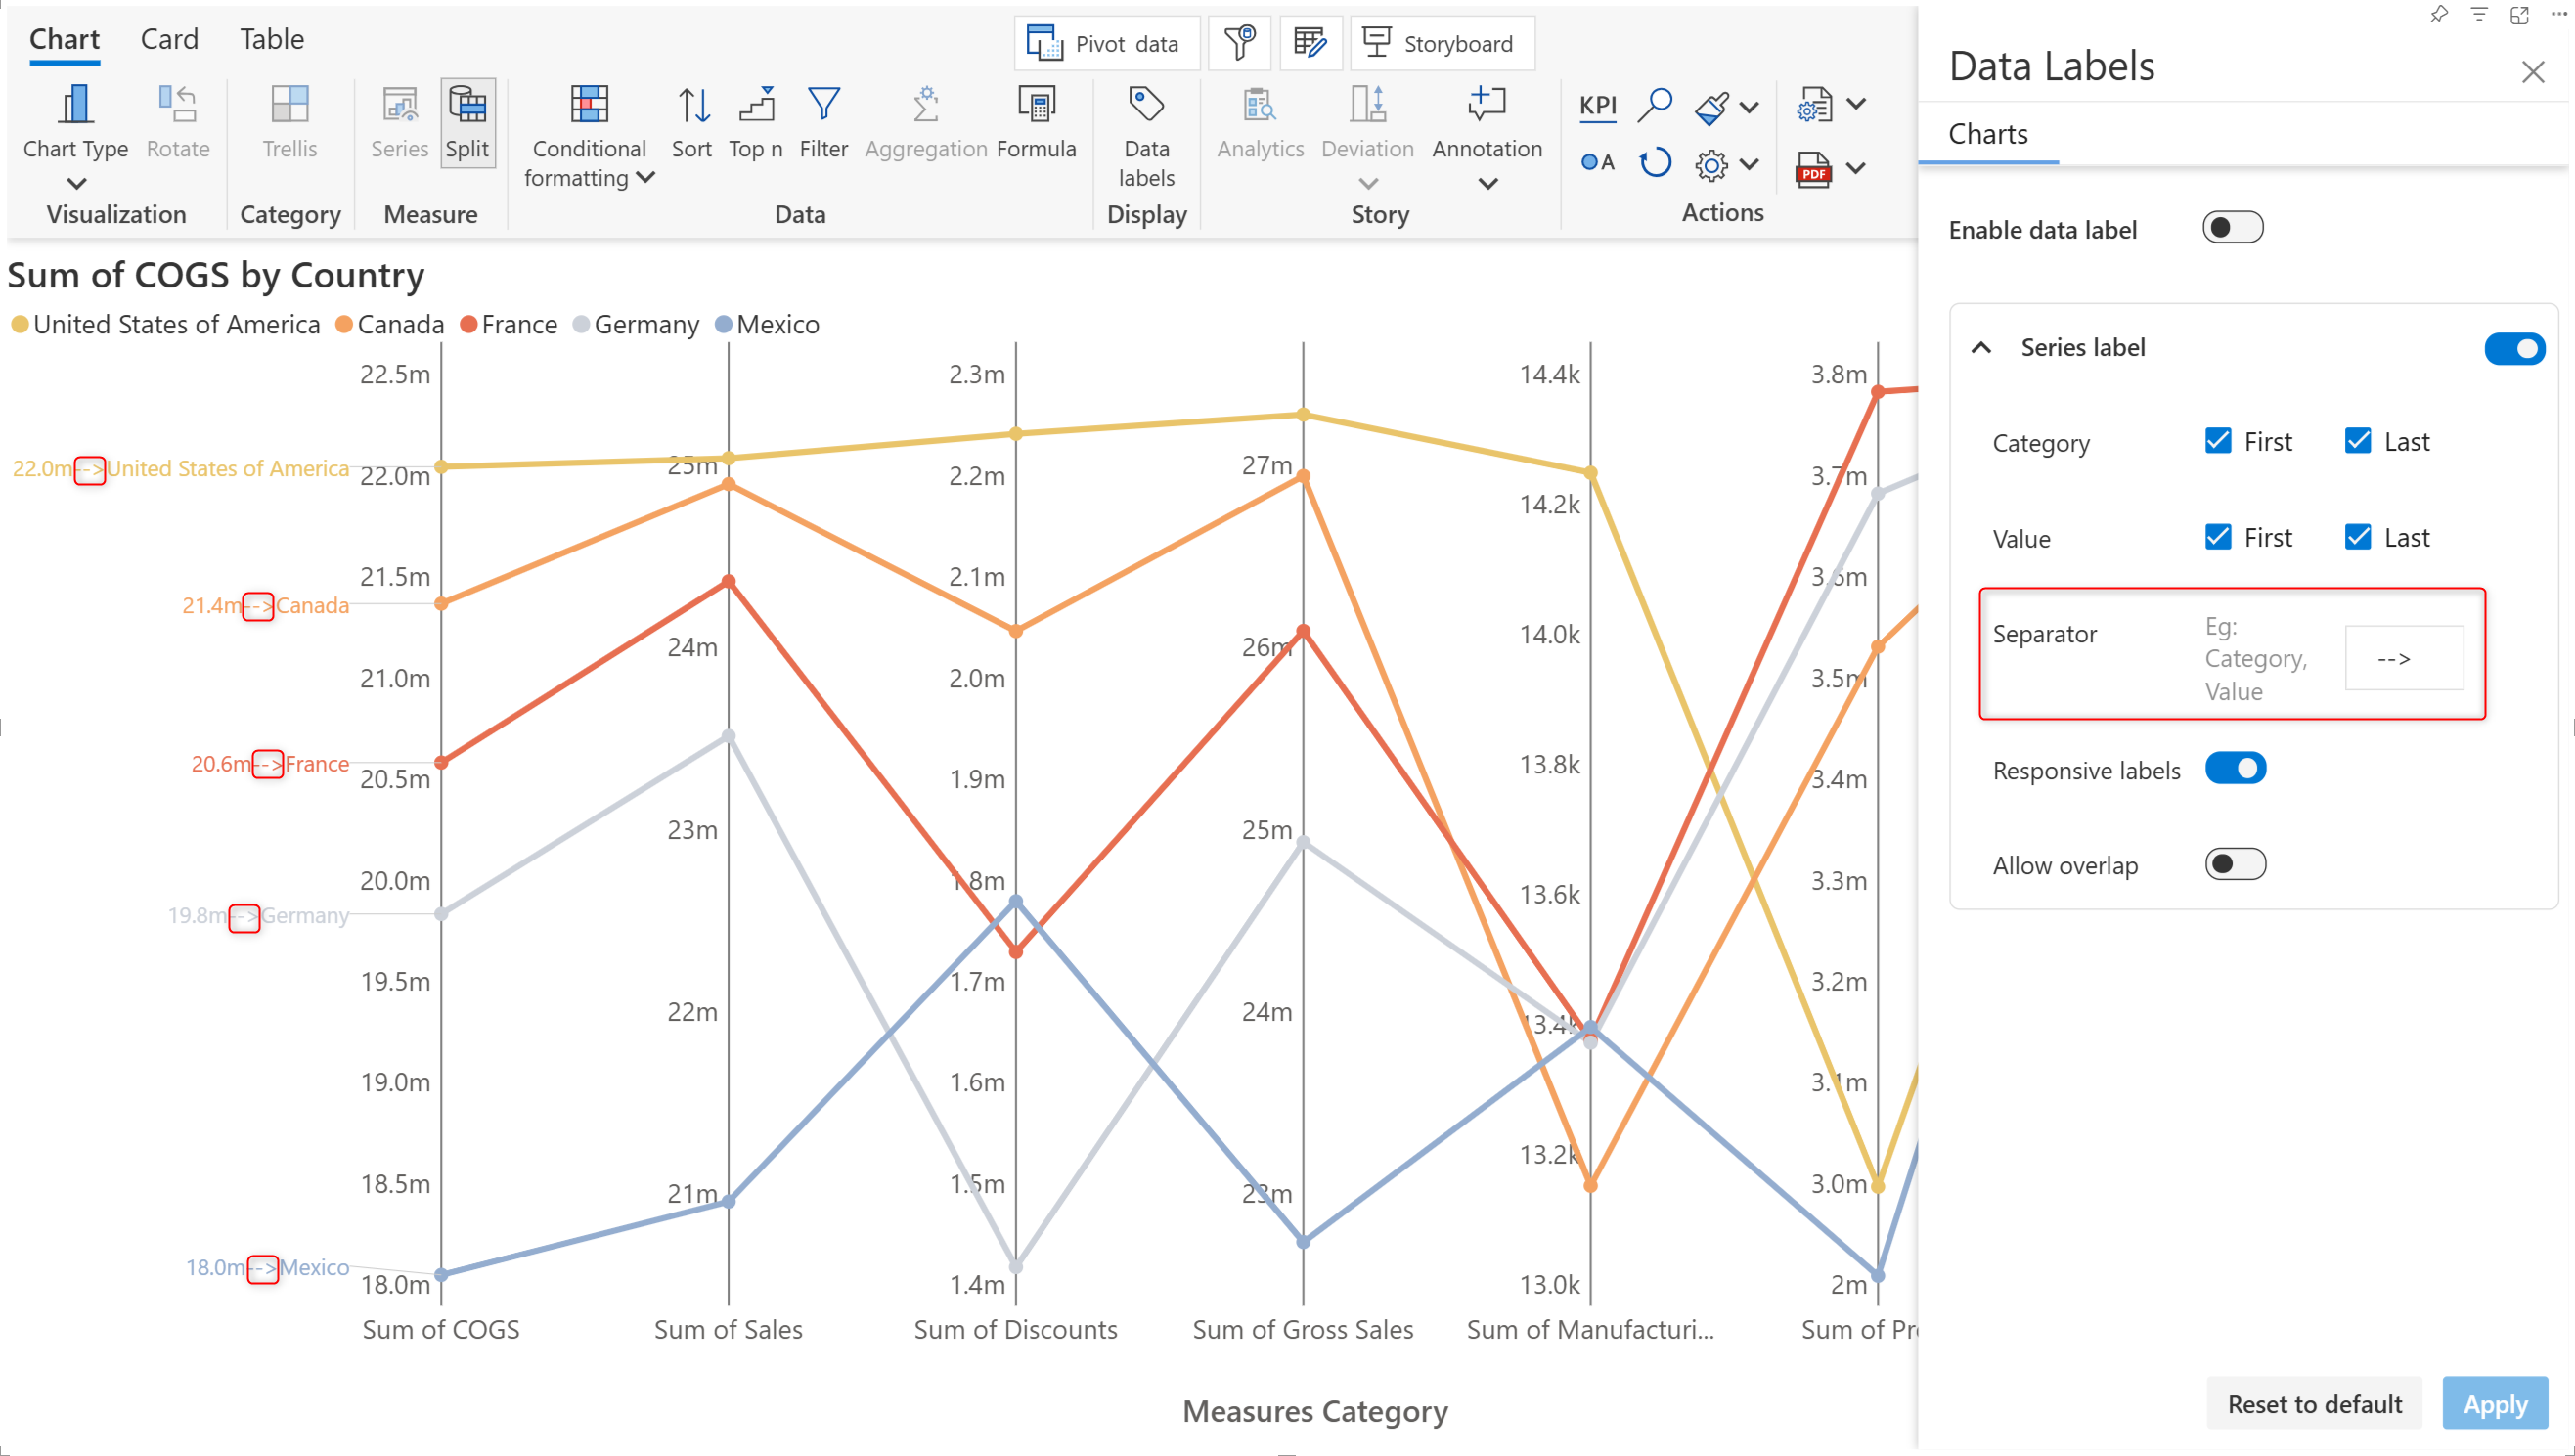 Chart Card Table
Pivot data
Storyboard
Data Labels
Charts
Chart Type
Rotate
Trellis
Series
Split
Conditional
formatting
Sort
Top n
Filter
Aggregation
Formula
Data
labels
Analytics
Deviation
Annotation
KPI
A
PDF
Visualization
Category
Measure
Data
Display
Story
Actions
Sum of COGS by Country
United States of America Canada France Germany Mexico
22.5m
22.0m
21.5m
21.0m
20.5m
20.0m
19.5m
19.0m
18.5m
18.0m
22.0m-->United States of America
21.4m-->Canada
20.6m-->France
19.8m-->Germany
18.0m-->Mexico
25m
24m
23m
22m
21m
2.3m
2.2m
2.1m
2.0m
1.9m
1.8m
1.7m
1.6m
1.5m
1.4m
27m
26m
25m
24m
23m
14.4k
14.2k
14.0k
13.8k
13.6k
13.4k
13.2k
13.0k
3.8m
3.7m
3.6m
3.5m
3.4m
3.3m
3.2m
3.1m
3.0m
2m
Sum of COGS
Sum of Sales
Sum of Discounts
Sum of Gross Sales
Sum of Manufacturi...
Sum of Pr
Measures Category
Enable data label
Series label
Category First Last
Value First Last
Separator
Eg:
Category,
Value
-->
Responsive labels
Allow overlap
Reset to default
Apply